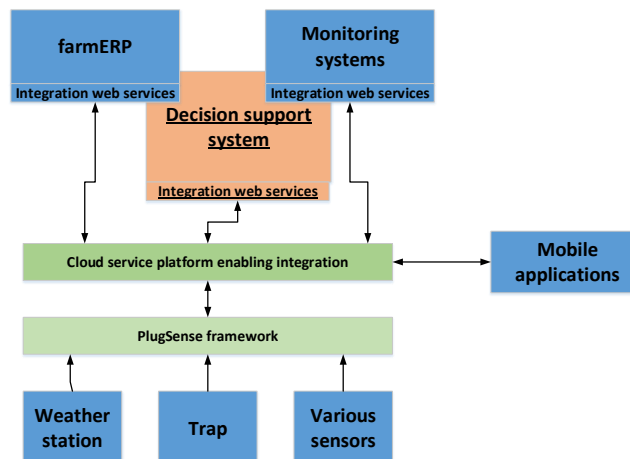 farmERP
Integration web services
Monitoring
systems
Integration web services
Decision support
system
Integration web services
Cloud service platform enabling integration
Mobile
applications
PlugSense framework
Weather
station
Trap
Various
sensors